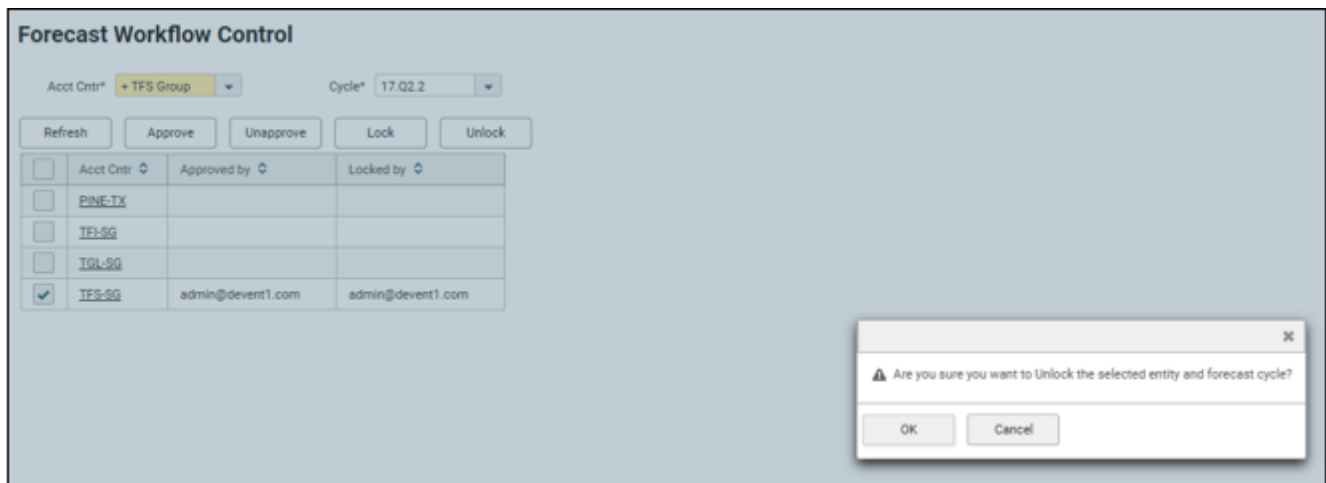 Forecast Workflow Control
Acct Cntr* + TFS Group Cycle* 17.Q2.2
Refresh Approve Unapprove Lock Unlock
Acct Cntr Approved by Locked by
PINE-TX
TFI-SG
TGL-SG
TFS-SG admin@devent1.com admin@devent1.com
Are you sure you want to Unlock the selected entity and forecast cycle?
OK Cancel